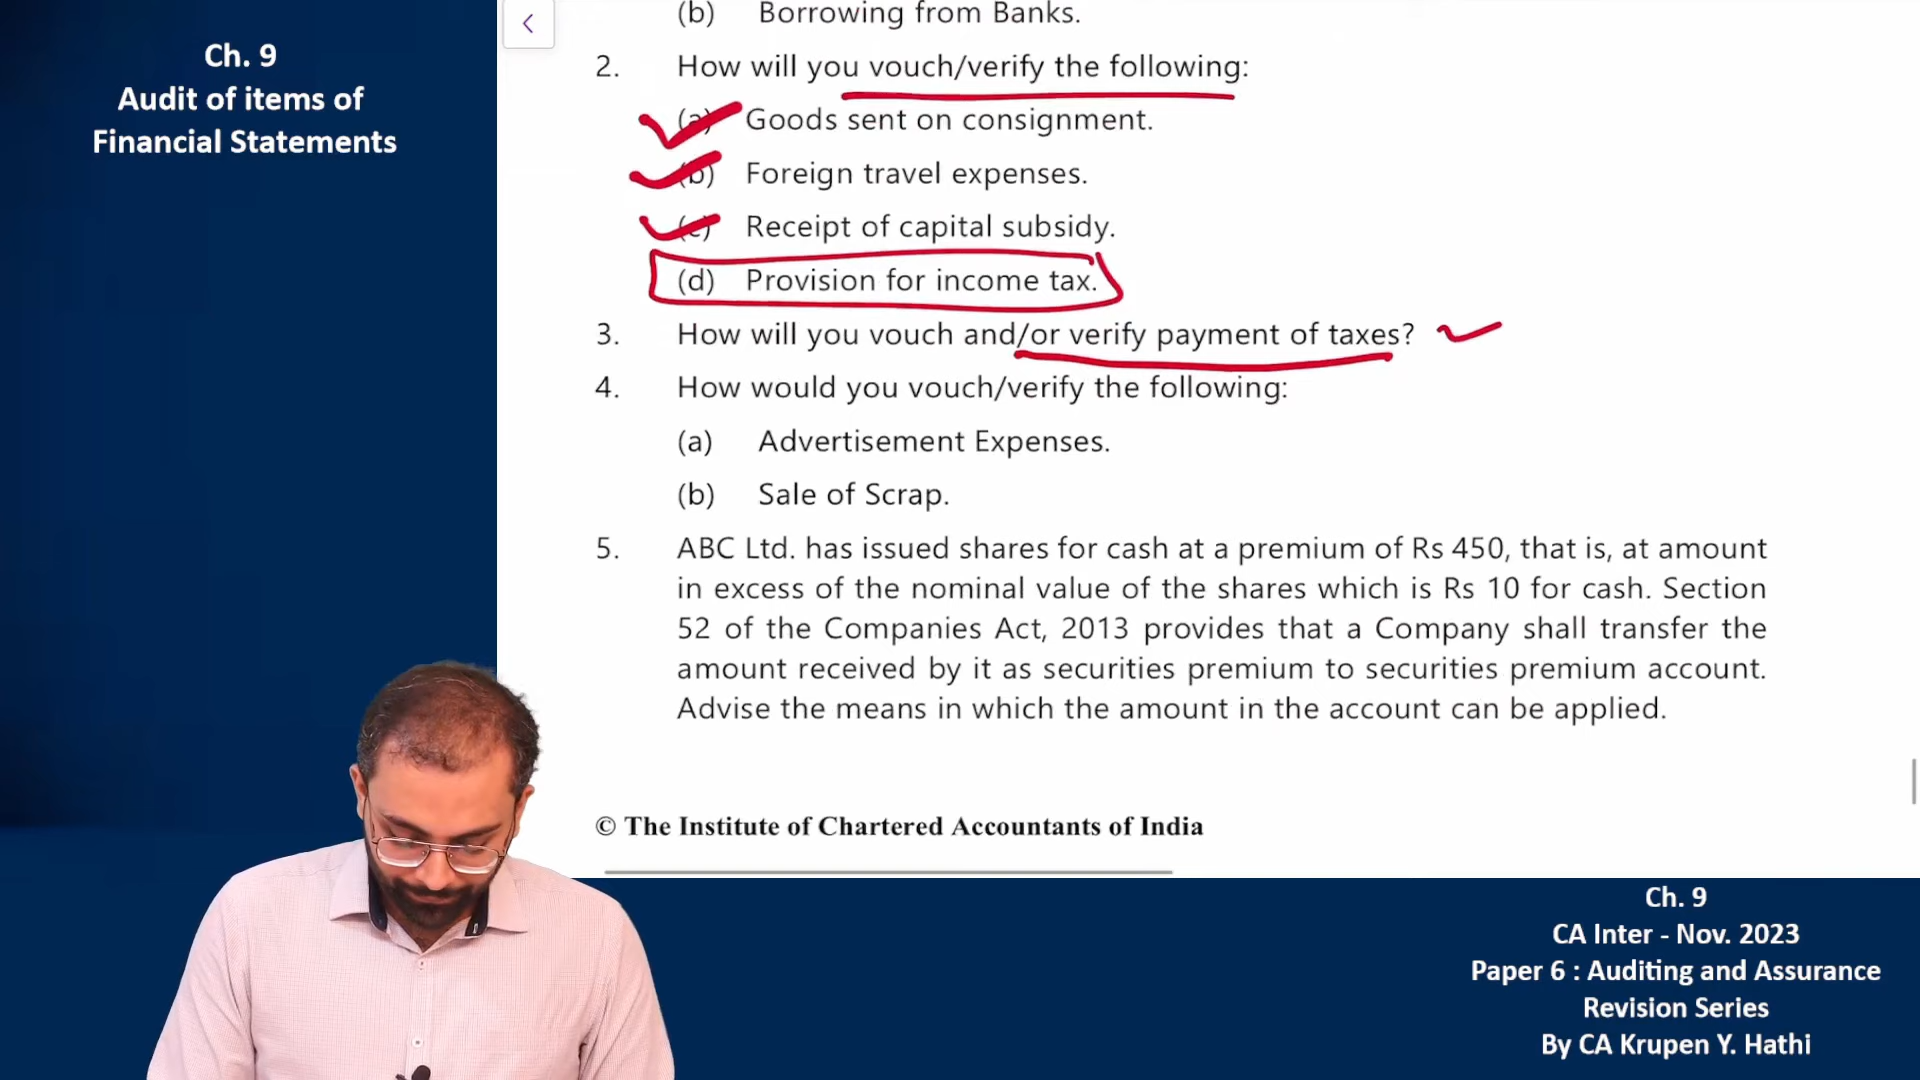 Ch. 9
Audit of items of
Financial Statements
(b) Borrowing from Banks.
2. How will you vouch/verify the following:
(a) Goods sent on consignment.
(b) Foreign travel expenses.
(c) Receipt of capital subsidy.
(d) Provision for income tax.
3. How will you vouch and/or verify payment of taxes?
4. How would you vouch/verify the following:
(a) Advertisement Expenses.
(b) Sale of Scrap.
5. ABC Ltd. has issued shares for cash at a premium of Rs 450, that is, at amount
in excess of the nominal value of the shares which is Rs 10 for cash. Section
52 of the Companies Act, 2013 provides that a Company shall transfer the
amount received by it as securities premium to securities premium account.
Advise the means in which the amount in the account can be applied.
© The Institute of Chartered Accountants of India
Ch. 9
CA Inter - Nov. 2023
Paper 6 : Auditing and Assurance
Revision Series
By CA Krupen Y. Hathi